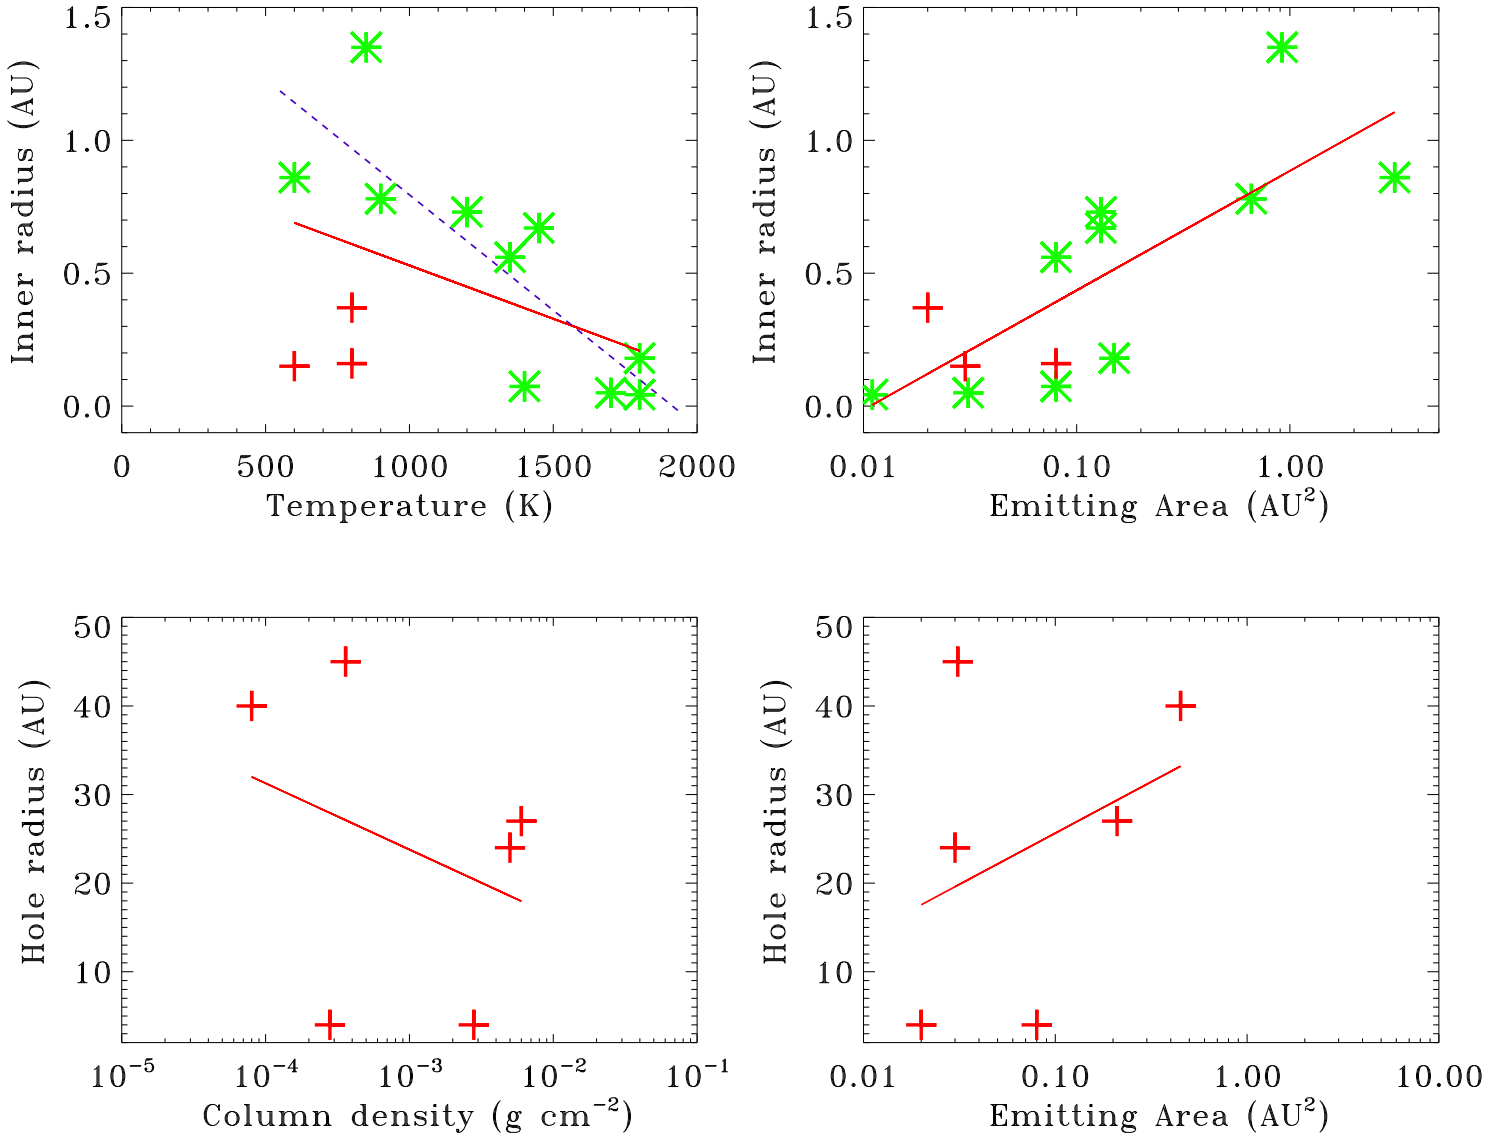 1.5
1.0
0.5
0.0
Inner radius (AU)
0 500 1000 1500 2000
Temperature (K)
1.5
1.0
0.5
0.0
Inner radius (AU)
0.01 0.10 1.00
Emitting Area (AU²)
50
40
30
20
10
Hole radius (AU)
10⁻⁵ 10⁻⁴ 10⁻³ 10⁻² 10⁻¹
Column density (g cm⁻²)
50
40
30
20
10
Hole radius (AU)
0.01 0.10 1.00 10.00
Emitting Area (AU²)